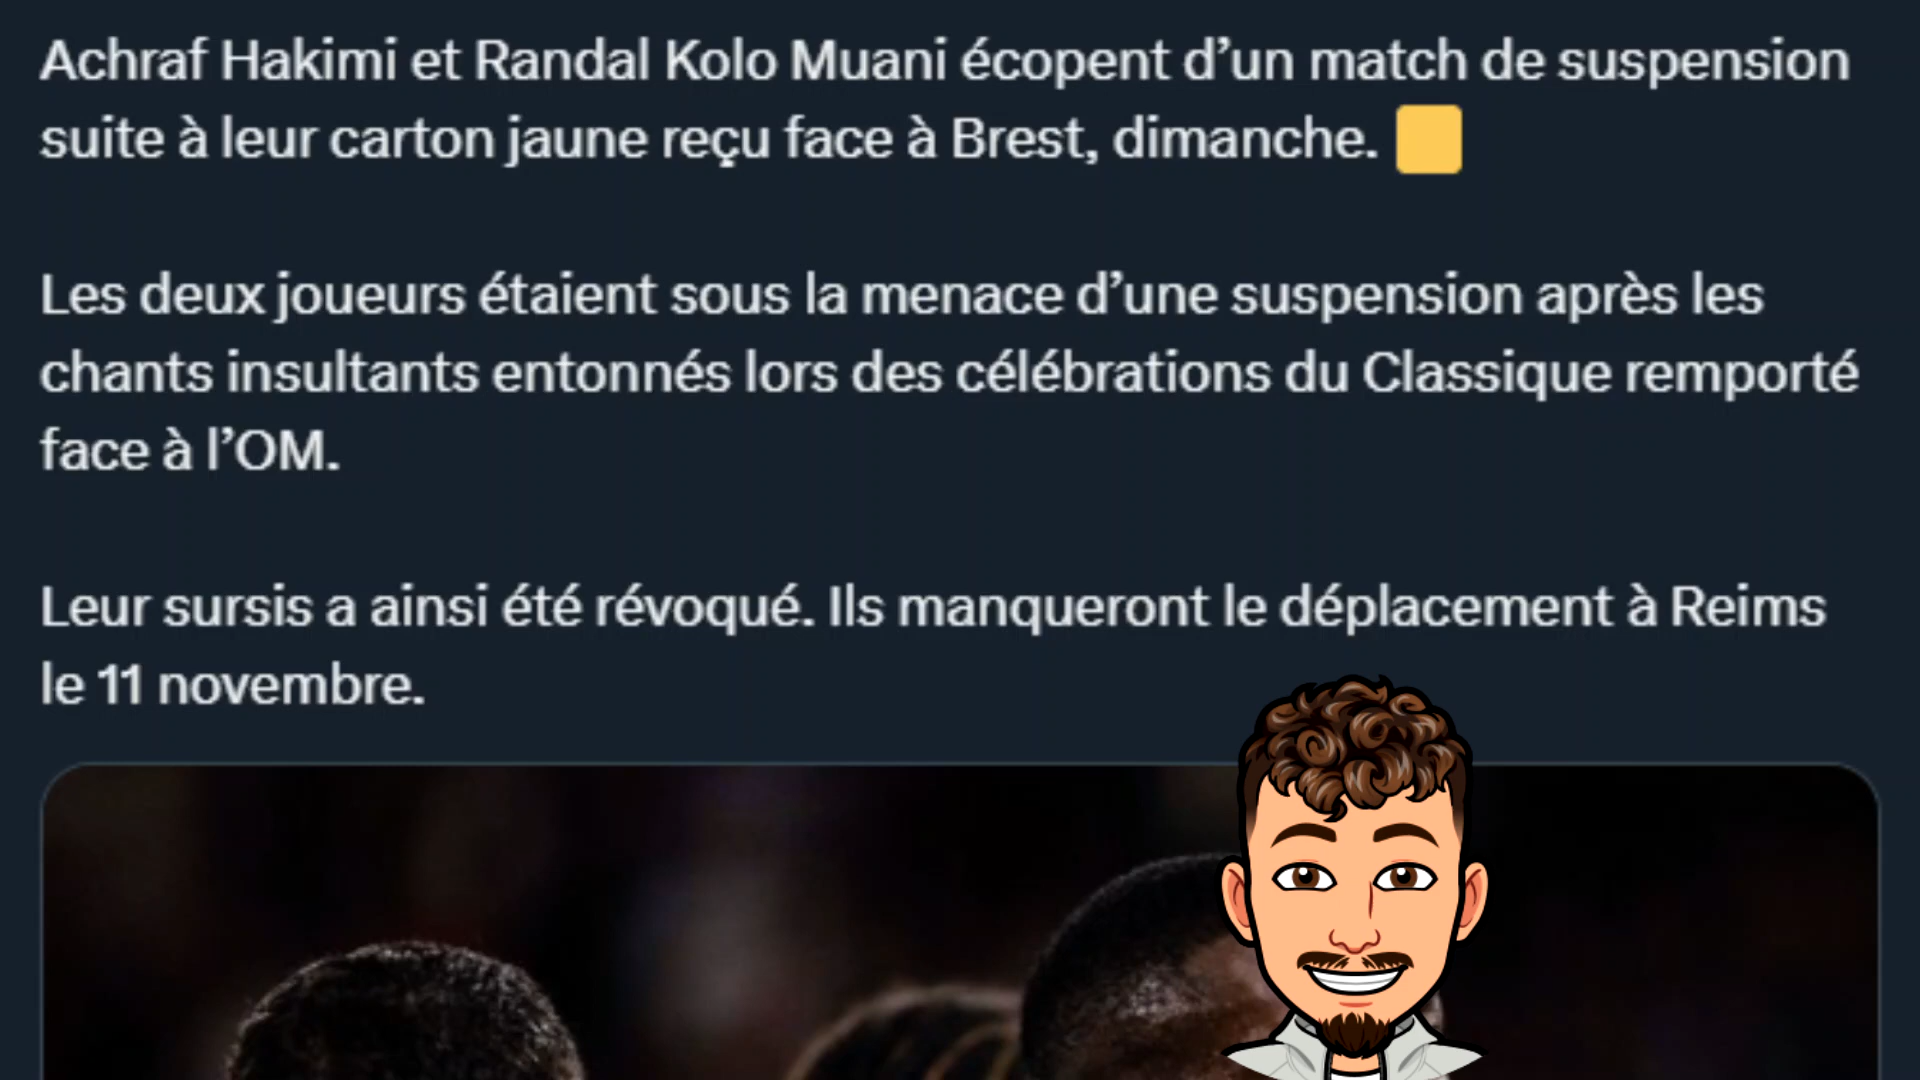 Achraf Hakimi et Randal Kolo Muani écopent d’un match de suspension
suite à leur carton jaune reçu face à Brest, dimanche. 🟨
Les deux joueurs étaient sous la menace d’une suspension après les
chants insultants entonnés lors des célébrations du Classique remporté
face à l’OM.
Leur sursis a ainsi été révoqué. Ils manqueront le déplacement à Reims
le 11 novembre.